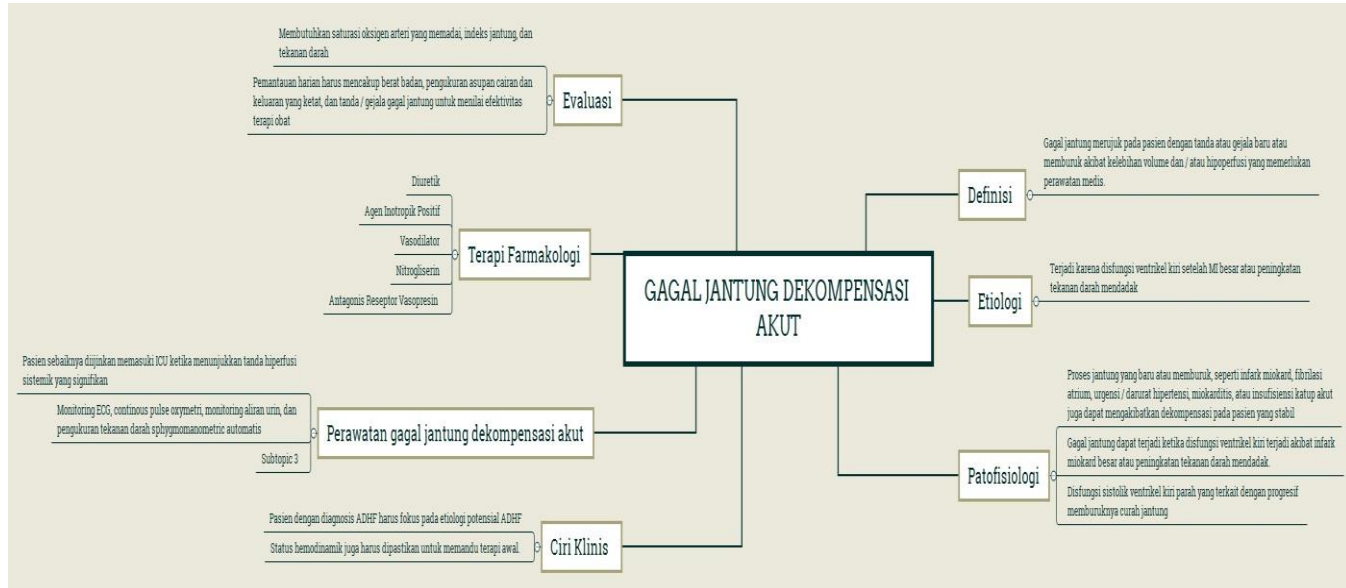 GAGAL JANTUNG DEKOMPENSASI
AKUT
Definisi
Gagal jantung merujuk pada pasien dengan tanda atau gejala baru atau
memburuk akibat kelebihan volume dan / atau hipoperfusi yang memerlukan
perawatan medis.
Etiologi
Terjadi karena disfungsi ventrikel kiri setelah MI besar atau peningkatan
tekanan darah mendadak
Patofisiologi
Proses jantung yang baru atau memburuk, seperti infark miokard, fibrilasi
atrium, urgensi / darurat hipertensi, miokarditis, atau insufisiensi katup akut
juga dapat mengakibatkan dekompensasi pada pasien yang stabil
Gagal jantung dapat terjadi ketika disfungsi ventrikel kiri terjadi akibat infark
miokard besar atau peningkatan tekanan darah mendadak.
Disfungsi sistolik ventrikel kiri parah yang terkait dengan progresif
memburuknya curah jantung
Evaluasi
Membutuhkan saturasi oksigen arteri yang memadai, indeks jantung, dan
tekanan darah
Pemantauan harian harus mencakup berat badan, pengukuran asupan cairan dan
keluaran yang ketat, dan tanda / gejala gagal jantung untuk menilai efektivitas
terapi obat
Terapi Farmakologi
Diuretik
Agen Inotropik Positif
Vasodilator
Nitrogliserin
Antagonis Reseptor Vasopresin
Perawatan gagal jantung dekompensasi akut
Pasien sebaiknya diijinkan memasuki ICU ketika menunjukkan tanda hiperfusi
sistemik yang signifikan
Monitoring ECG, continous pulse oxymetri, monitoring aliran urin, dan
pengukuran tekanan darah sphygmomanometric automatis
Subtopic 3
Ciri Klinis
Pasien dengan diagnosis ADHF harus fokus pada etiologi potensial ADHF
Status hemodinamik juga harus dipastikan untuk memandu terapi awal.